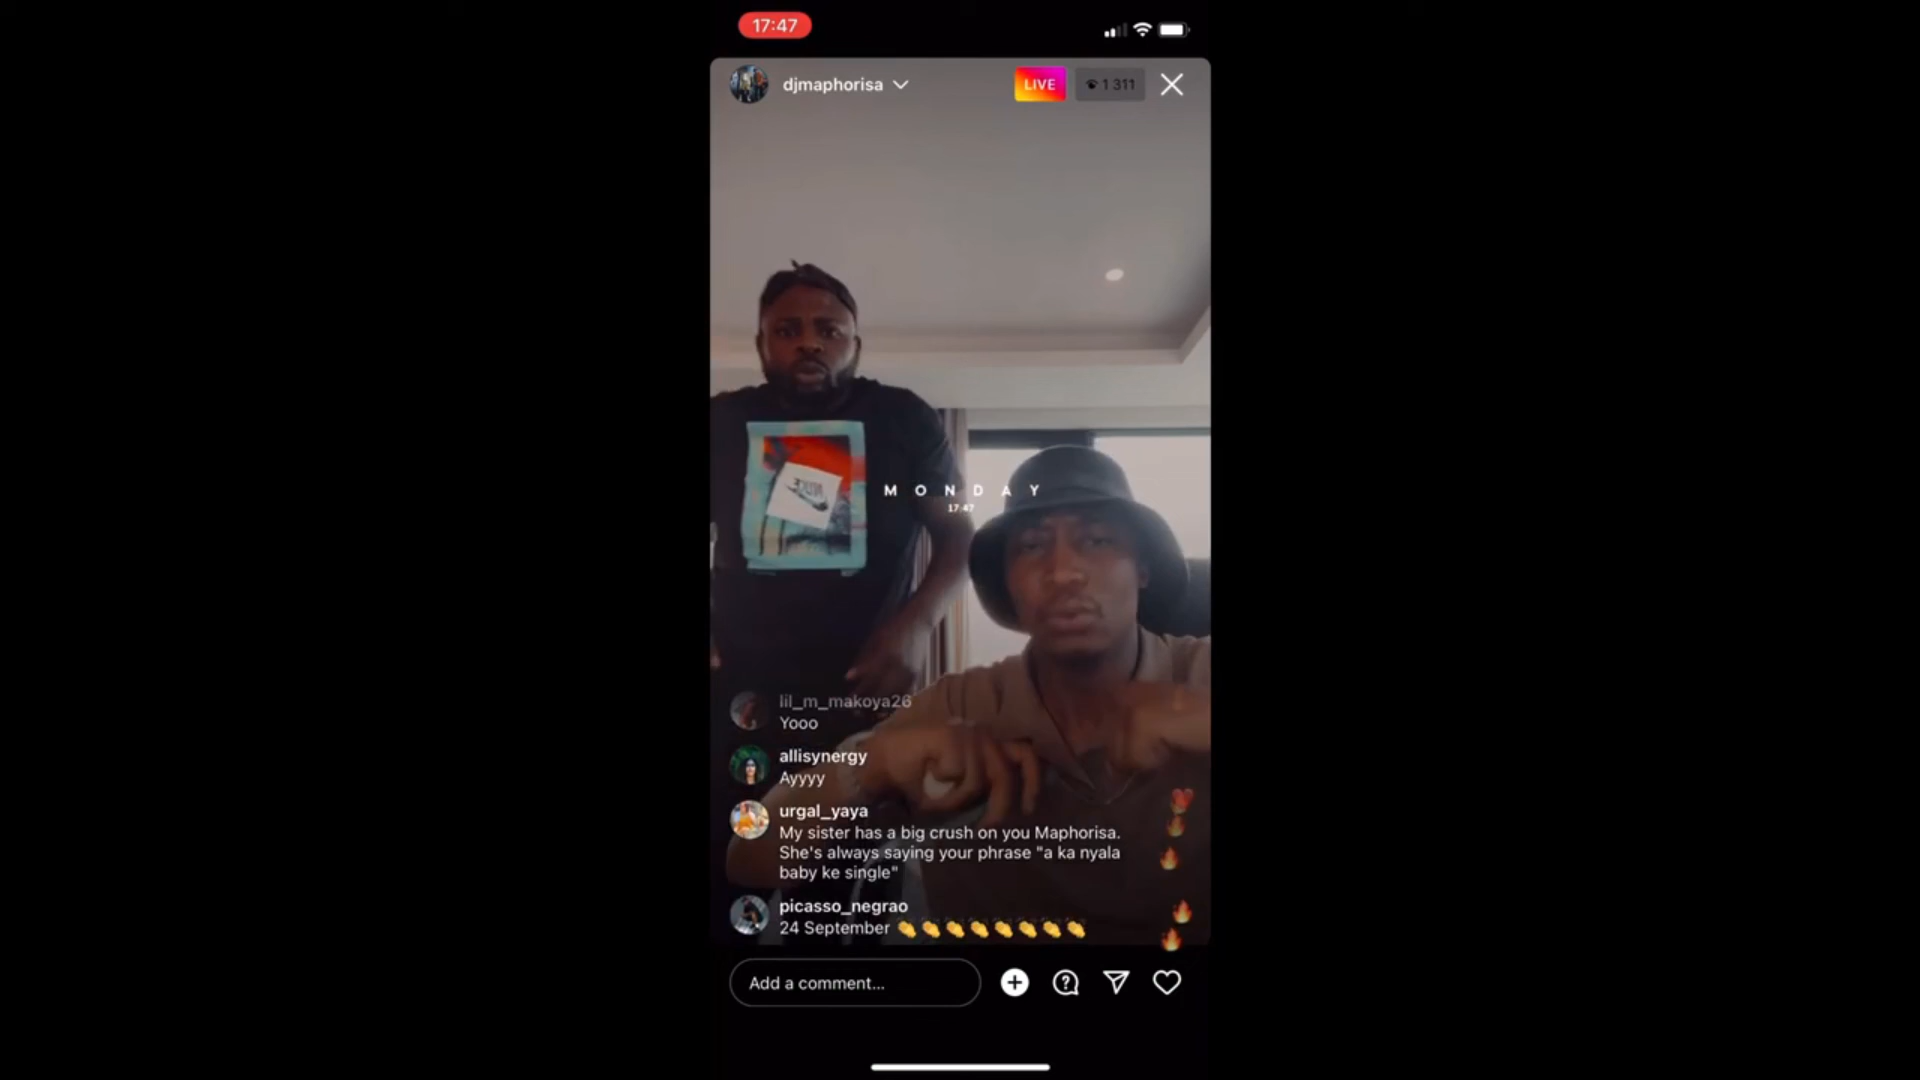 17:47
djmaphorisa
LIVE
1 311
MONDAY
17:47
lil_m_makoya26
Yooo
allisynergy
Ayyyy
urgal_yaya
My sister has a big crush on you Maphorisa.
She's always saying your phrase "a ka nyala
baby ke single"
picasso_negrao
24 September 👏👏👏👏👏👏👏👏
Add a comment...